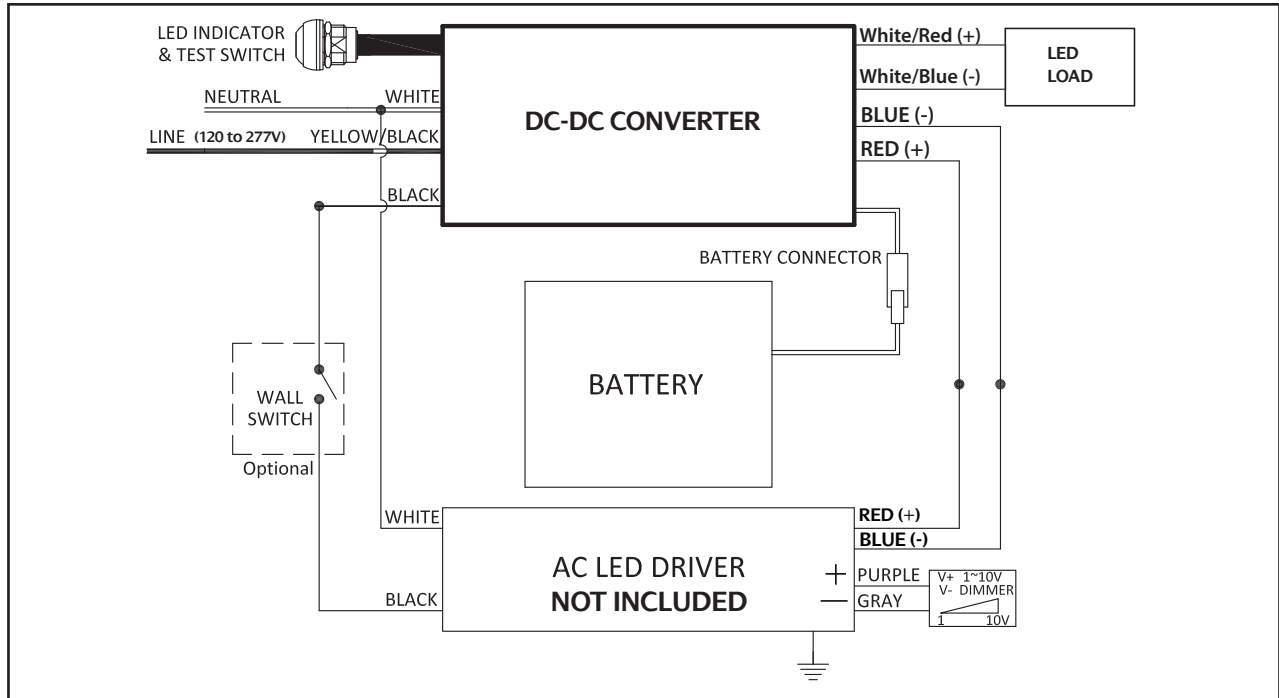 LED INDICATOR
& TEST SWITCH
White/Red (+)
LED
LOAD
White/Blue (-)
NEUTRAL
WHITE
DC-DC CONVERTER
BLUE (-)
LINE (120 to 277V)
YELLOW/BLACK
RED (+)
BLACK
BATTERY CONNECTOR
BATTERY
WALL
SWITCH
Optional
WHITE
RED (+)
BLUE (-)
AC LED DRIVER
NOT INCLUDED
+ PURPLE
— GRAY
V+ 1~10V
V- DIMMER
1 10V
BLACK